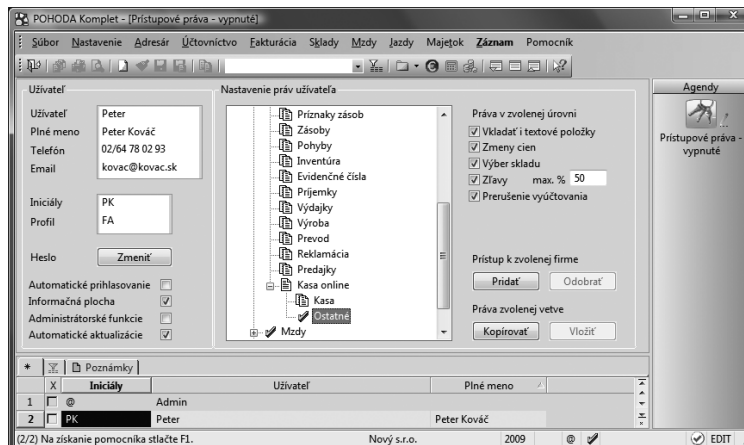 POHODA Komplet - [Prístupové práva - vypnuté]
Súbor Nastavenie Adresár Účtovníctvo Fakturácia Sklady Mzdy Jazdy Majetok Záznam Pomocník
Užívateľ
Užívateľ Peter
Plné meno Peter Kováč
Telefón 02/64 78 02 93
Email kovac@kovac.sk
Iniciály PK
Profil FA
Heslo Zmeniť
Automatické prihlasovanie
Informačná plocha
Administrátorské funkcie
Automatické aktualizácie
Nastavenie práv užívateľa
Príznaky zásob
Zásoby
Pohyby
Inventúra
Evidenčné čísla
Príjemky
Výdajky
Výroba
Prevod
Reklamácia
Predajky
Kasa online
Kasa
Ostatné
Mzdy
Práva v zvolenej úrovni
Vkladať i textové položky
Zmeny cien
Výber skladu
Zľavy max. % 50
Prerušenie vyúčtovania
Prístup k zvolenej firme
Pridať Odobrať
Práva zvolenej vetve
Kopírovať Vložiť
Agendy
Prístupové práva -
vypnuté
* Poznámky
X Iniciály Užívateľ Plné meno
1 @ Admin
2 PK Peter Peter Kováč
(2/2) Na získanie pomocníka stlačte F1. Nový s.r.o. 2009 @ EDIT